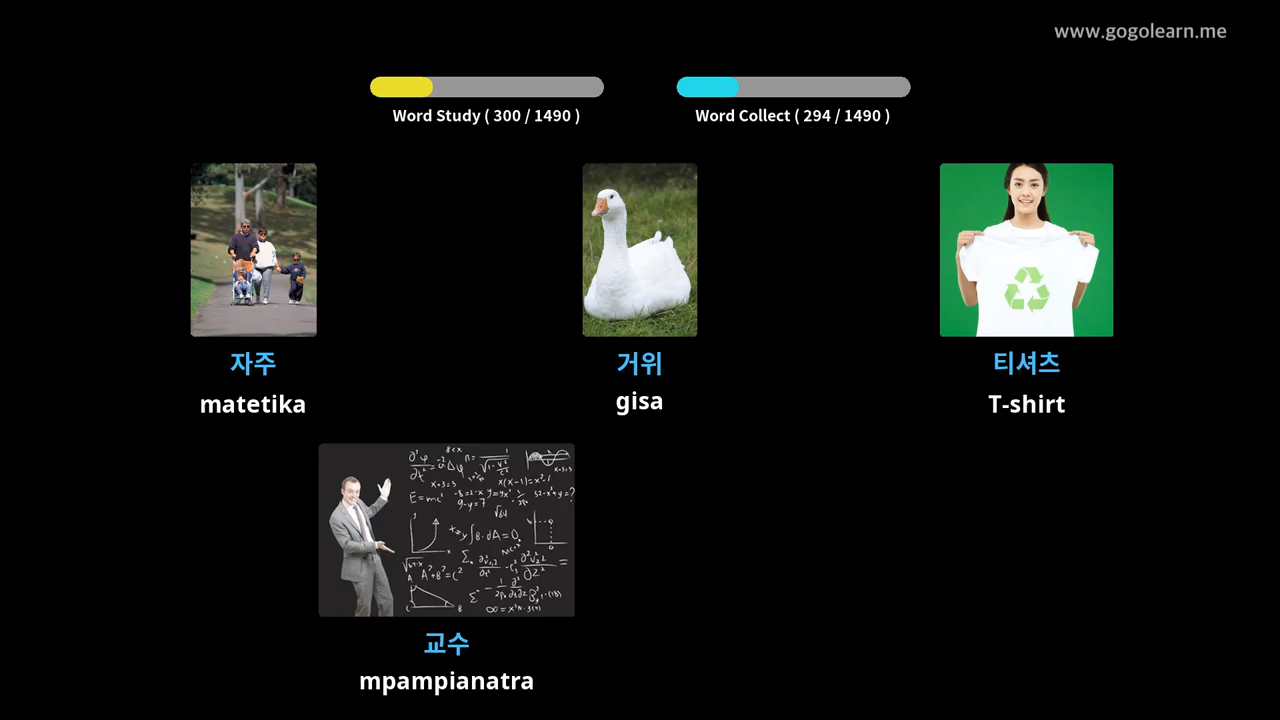 www.gogolearn.me
Word Study ( 300 / 1490 )
Word Collect ( 294 / 1490 )
자주
matetika
거위
gisa
티셔츠
T-shirt
교수
mpampianatra